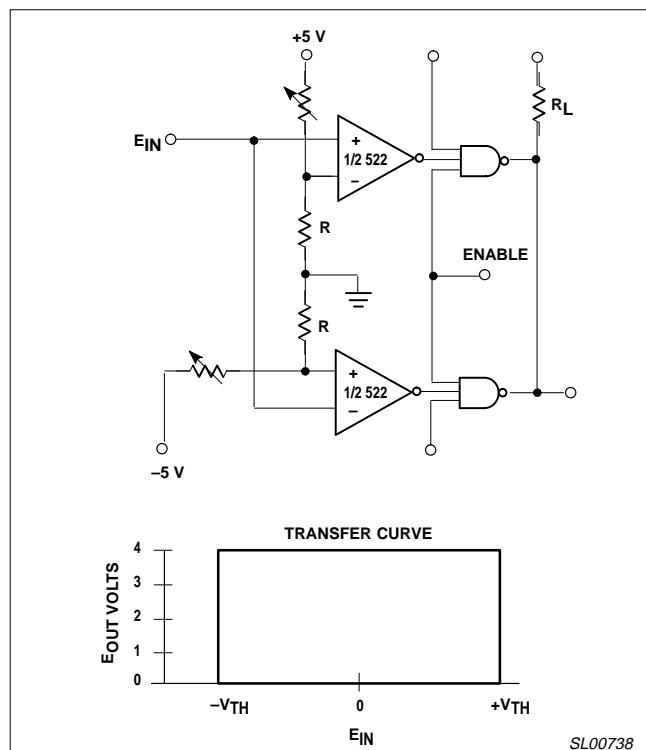 +5 V
R_L
E_IN
+
1/2 522
−
R
ENABLE
R
+
1/2 522
−
−5 V
TRANSFER CURVE
E_OUT VOLTS
4
3
2
1
0
−V_TH
0
+V_TH
E_IN
SL00738